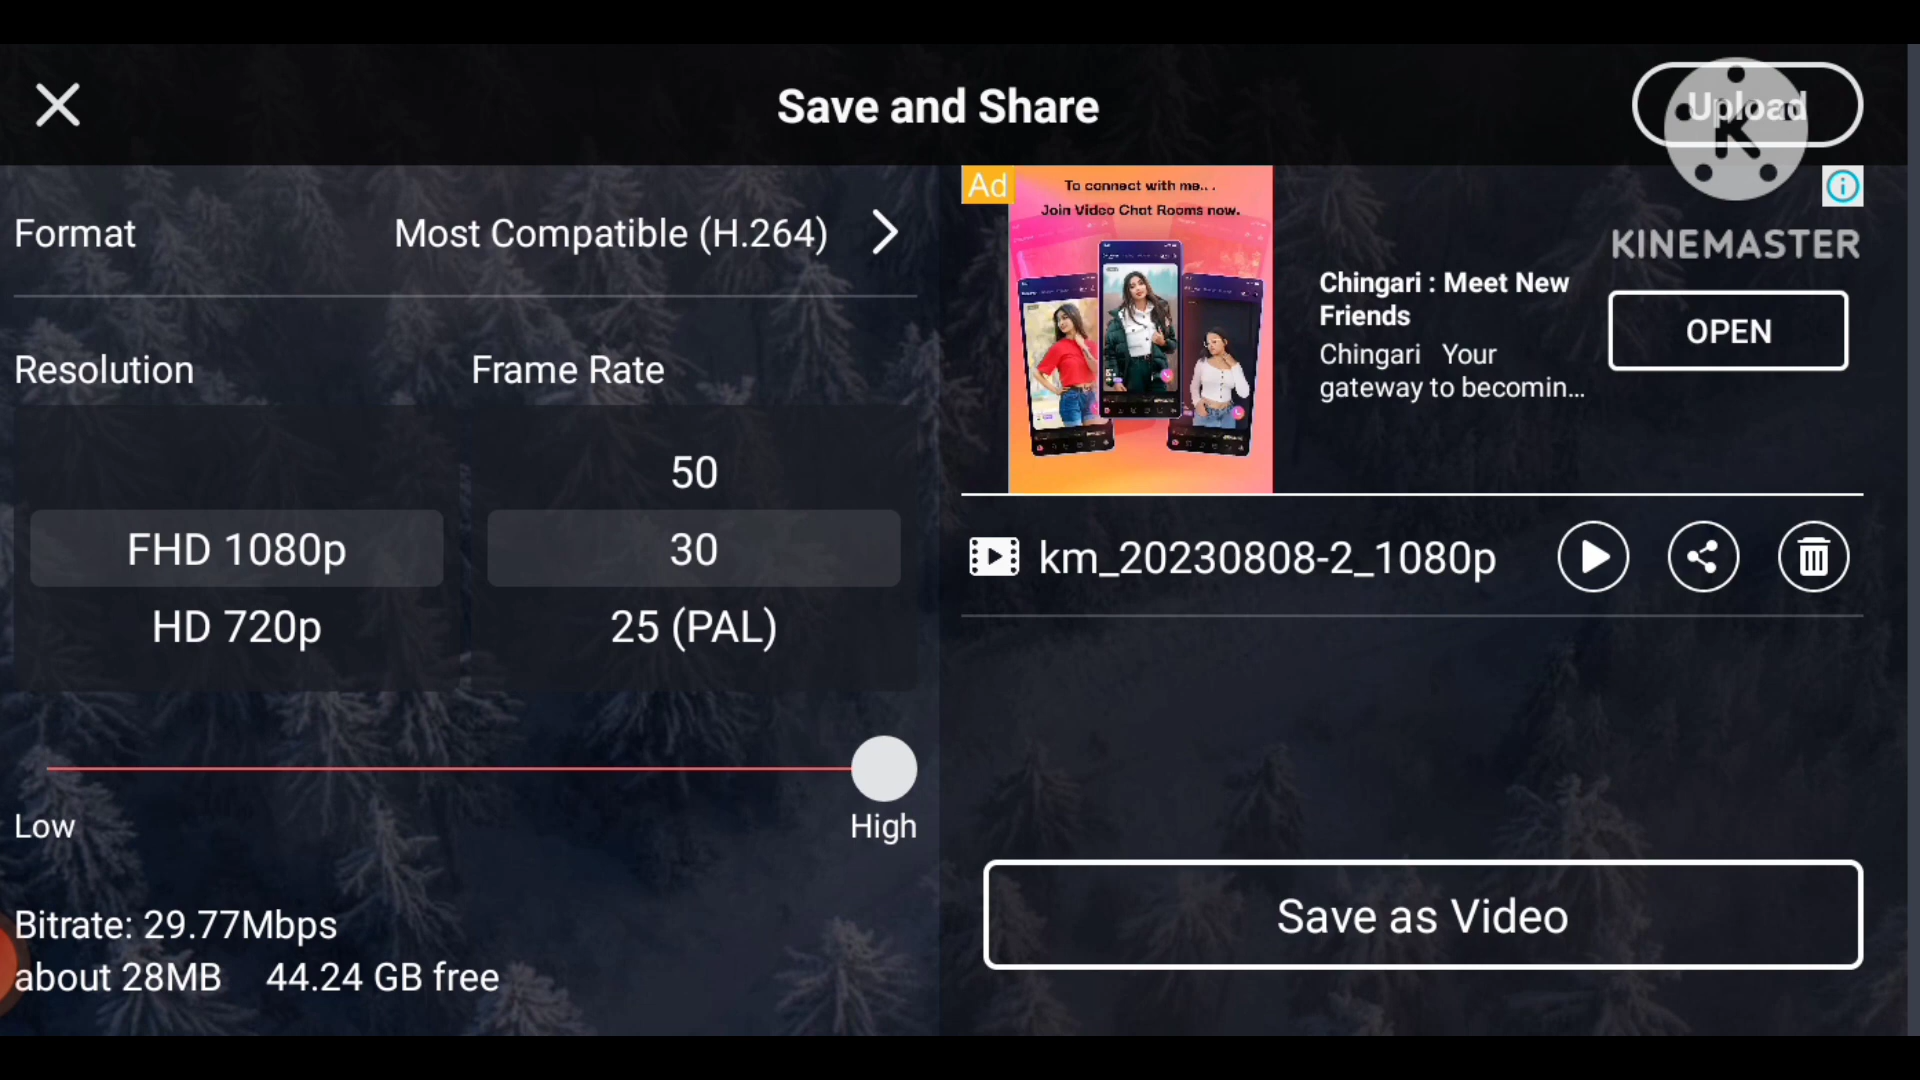 Save and Share
Upload
K
KINEMASTER
Format
Most Compatible (H.264)
Resolution
Frame Rate
50
FHD 1080p
30
HD 720p
25 (PAL)
Low
High
Bitrate: 29.77Mbps
about 28MB 44.24 GB free
Ad
To connect with me...
Join Video Chat Rooms now.
Chingari : Meet New
Friends
Chingari Your
gateway to becomin...
OPEN
km_20230808-2_1080p
Save as Video